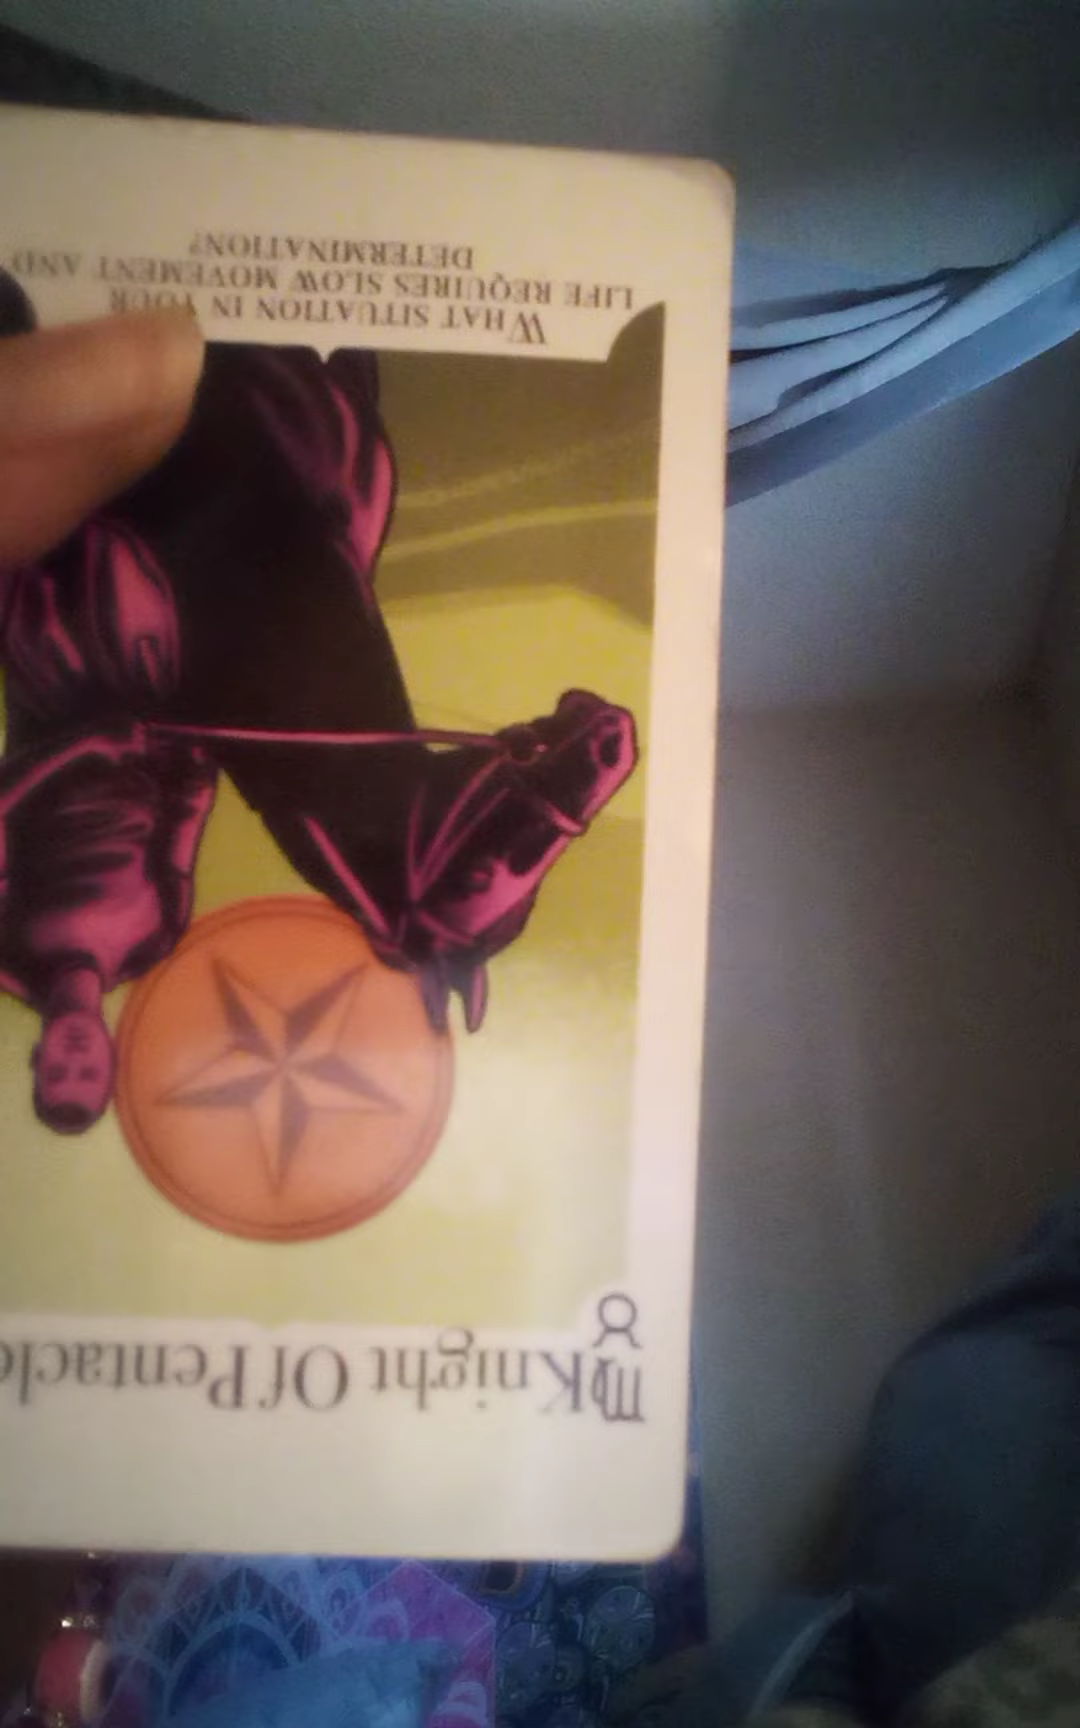 Knight Of Pentacle
WHAT SITUATION IN YOUR
LIFE REQUIRES SLOW MOVEMENT AND
DETERMINATION?